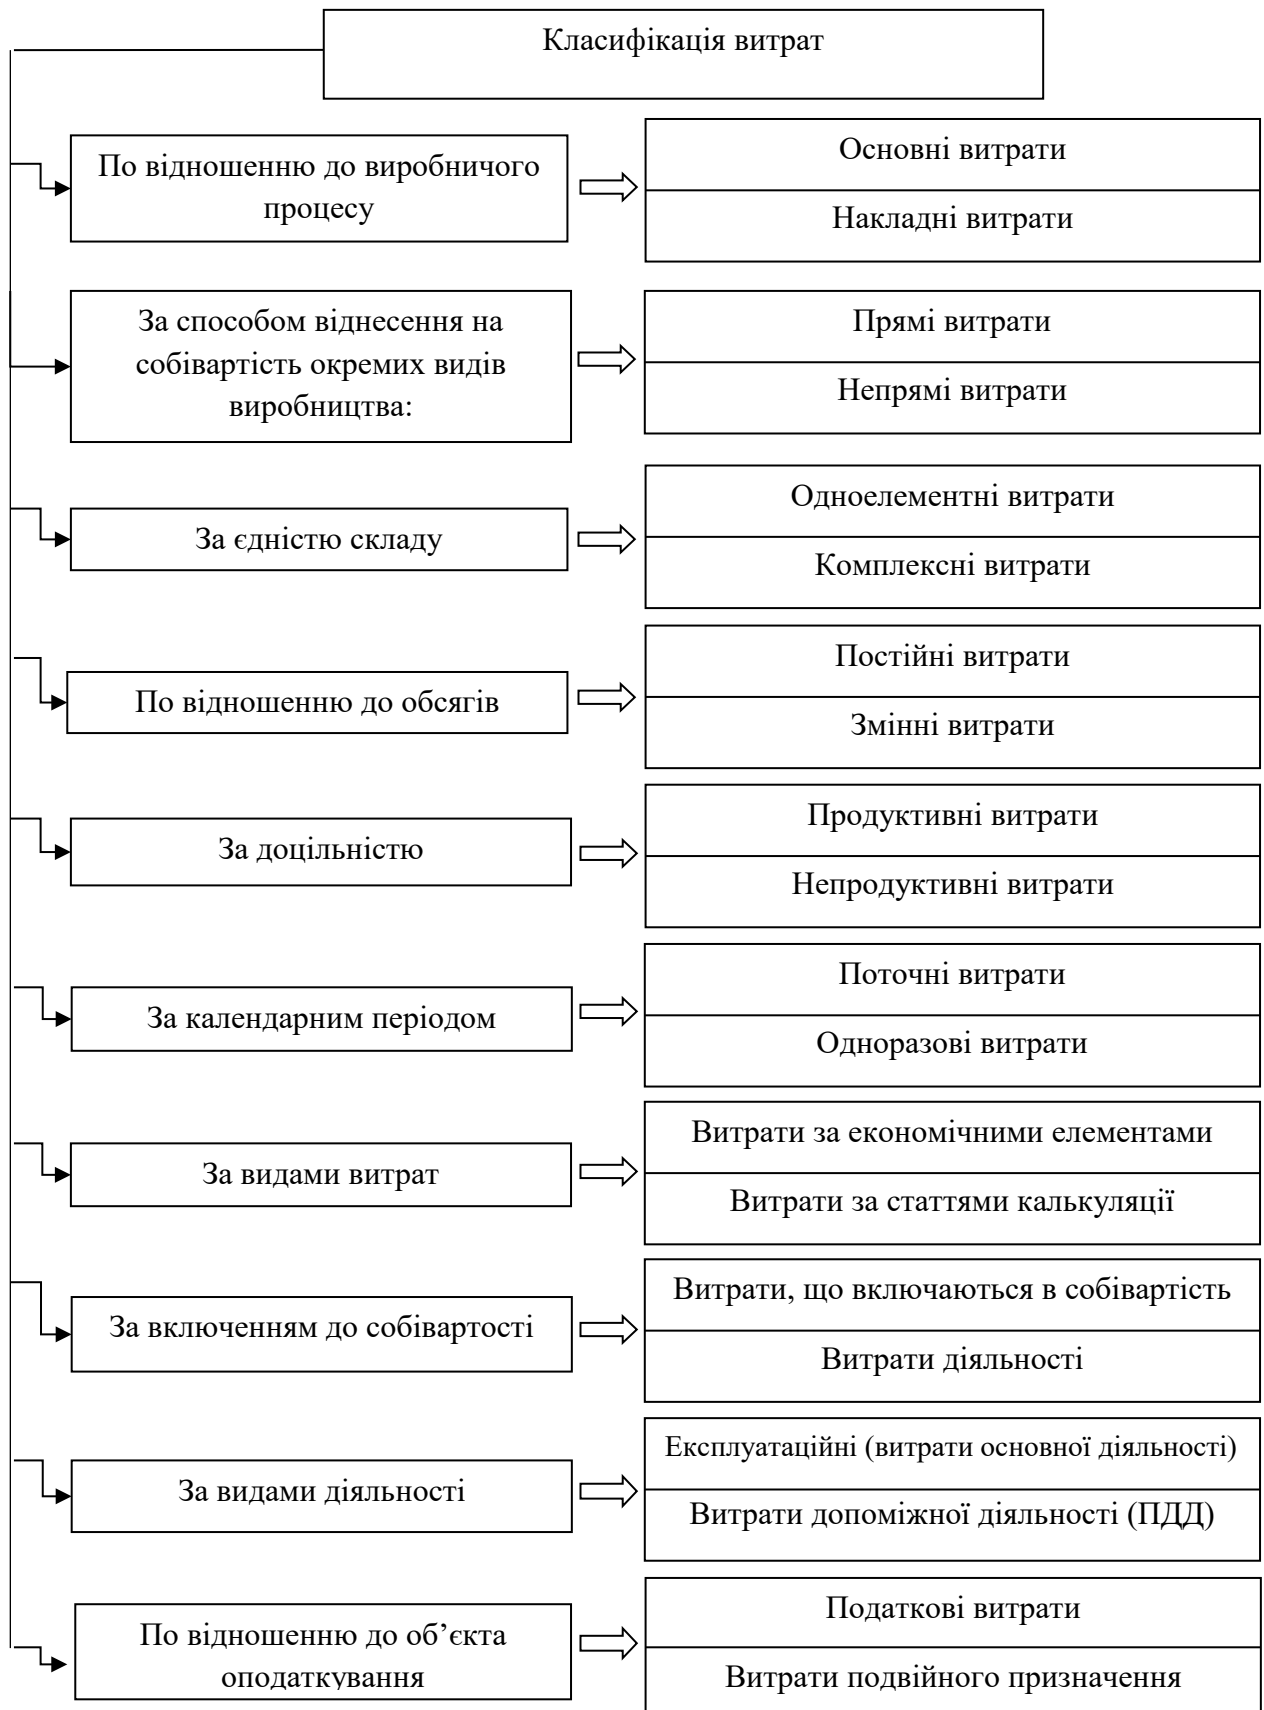 Класифікація витрат
По відношенню до виробничого
процесу
Основні витрати
Накладні витрати
За способом віднесення на
собівартість окремих видів
виробництва:
Прямі витрати
Непрямі витрати
За єдністю складу
Одноелементні витрати
Комплексні витрати
По відношенню до обсягів
Постійні витрати
Змінні витрати
За доцільністю
Продуктивні витрати
Непродуктивні витрати
За календарним періодом
Поточні витрати
Одноразові витрати
За видами витрат
Витрати за економічними елементами
Витрати за статтями калькуляції
За включенням до собівартості
Витрати, що включаються в собівартість
Витрати діяльності
За видами діяльності
Експлуатаційні (витрати основної діяльності)
Витрати допоміжної діяльності (ПДД)
По відношенню до об’єкта
оподаткування
Податкові витрати
Витрати подвійного призначення